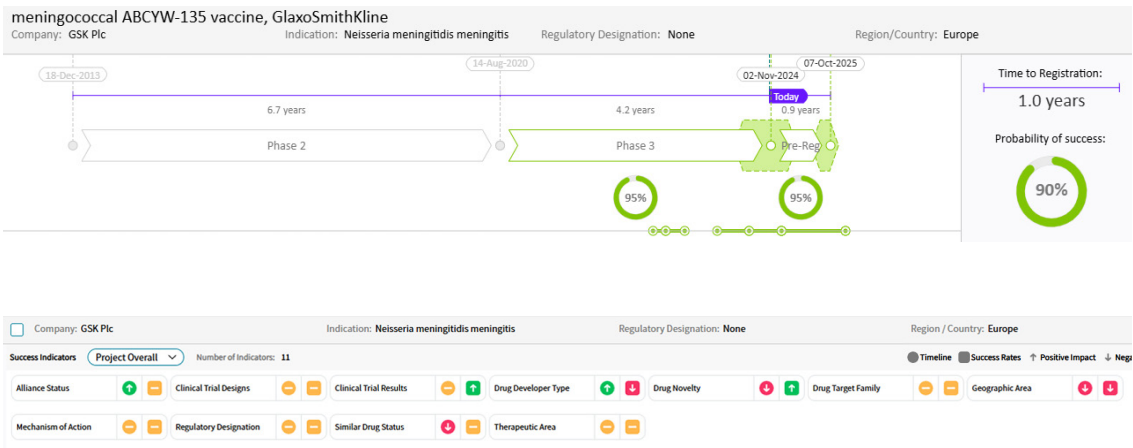 meningococcal ABCYW-135 vaccine, GlaxoSmithKline
Company: GSK Plc Indication: Neisseria meningitidis meningitis Regulatory Designation: None Region/Country: Europe
18-Dec-2013 14-Aug-2020 02-Nov-2024 07-Oct-2025
Today
6.7 years 4.2 years 0.9 years
Phase 2 Phase 3 Pre-Reg
95% 95%
Time to Registration:
1.0 years
Probability of success:
90%
Company: GSK Plc Indication: Neisseria meningitidis meningitis Regulatory Designation: None Region / Country: Europe
Success Indicators Project Overall Number of Indicators: 11 Timeline Success Rates ↑ Positive Impact ↓ Nega
Alliance Status Clinical Trial Designs Clinical Trial Results Drug Developer Type Drug Novelty Drug Target Family Geographic Area
Mechanism of Action Regulatory Designation Similar Drug Status Therapeutic Area